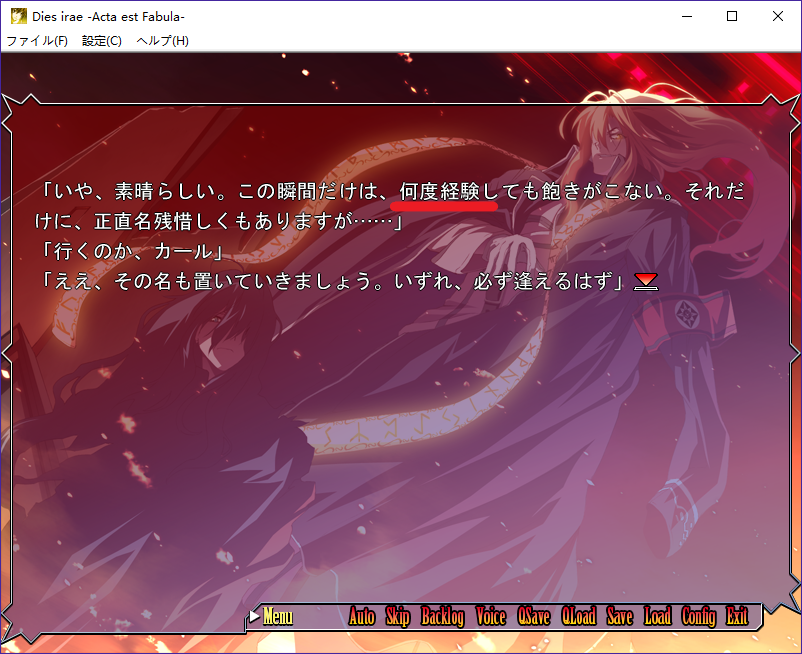 Dies irae -Acta est Fabula-
ファイル(F) 設定(C) ヘルプ(H)
「いや、素晴らしい。この瞬間だけは、何度経験しても飽きがこない。それだ
けに、正直名残惜しくもありますが……」
「行くのか、カール」
「ええ、その名も置いていきましょう。いずれ、必ず逢えるはず」
Menu Auto Skip Backlog Voice QSave QLoad Save Load Config Exit